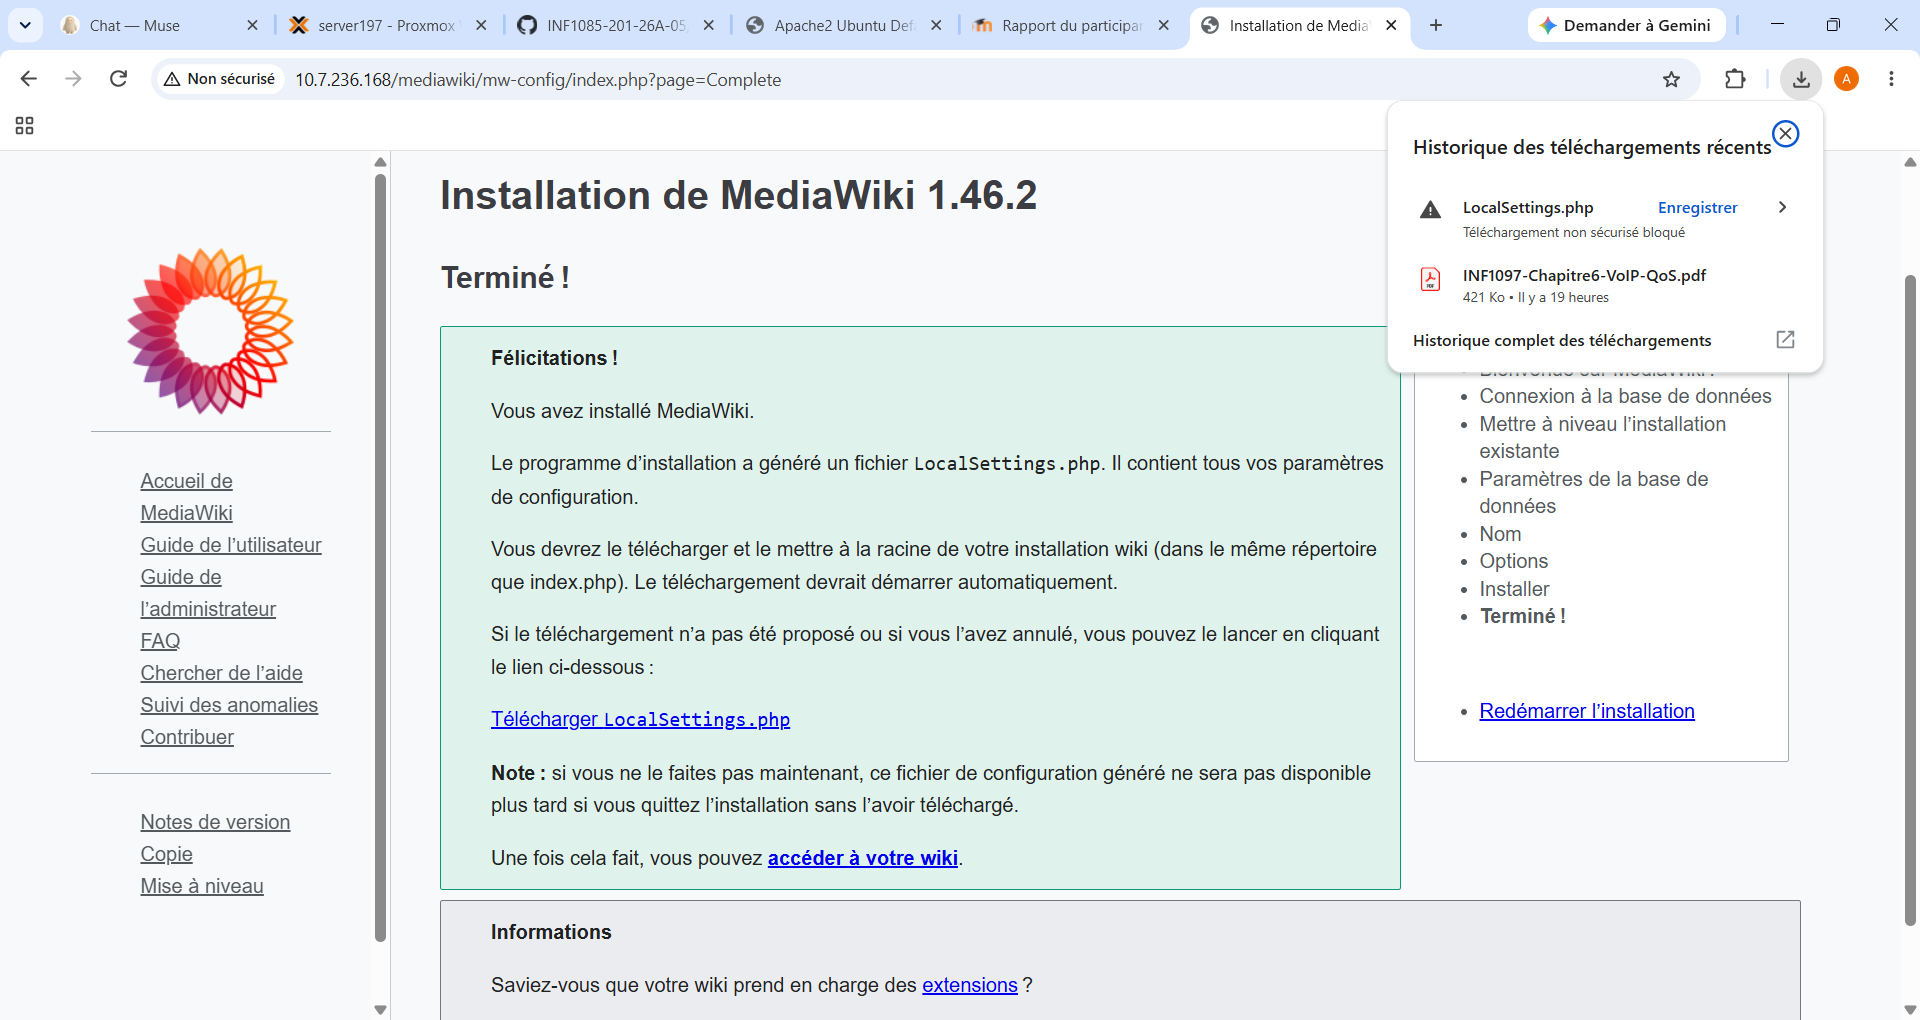 Chat — Muse
server197 - Proxmox
INF1085-201-26A-05
Apache2 Ubuntu Def
Rapport du participan
Installation de Media
Demander à Gemini
Non sécurisé
10.7.236.168/mediawiki/mw-config/index.php?page=Complete
A
Historique des téléchargements récents
LocalSettings.php
Enregistrer
Téléchargement non sécurisé bloqué
INF1097-Chapitre6-VoIP-QoS.pdf
421 Ko • Il y a 19 heures
Historique complet des téléchargements
Accueil de
MediaWiki
Guide de l’utilisateur
Guide de
l’administrateur
FAQ
Chercher de l’aide
Suivi des anomalies
Contribuer
Notes de version
Copie
Mise à niveau
Installation de MediaWiki 1.46.2
Terminé !
Félicitations !
Vous avez installé MediaWiki.
Le programme d’installation a généré un fichier LocalSettings.php. Il contient tous vos paramètres
de configuration.
Vous devrez le télécharger et le mettre à la racine de votre installation wiki (dans le même répertoire
que index.php). Le téléchargement devrait démarrer automatiquement.
Si le téléchargement n’a pas été proposé ou si vous l’avez annulé, vous pouvez le lancer en cliquant
le lien ci-dessous :
Télécharger LocalSettings.php
Note : si vous ne le faites pas maintenant, ce fichier de configuration généré ne sera pas disponible
plus tard si vous quittez l’installation sans l’avoir téléchargé.
Une fois cela fait, vous pouvez accéder à votre wiki.
Informations
Saviez-vous que votre wiki prend en charge des extensions ?
Bienvenue sur MediaWiki !
Connexion à la base de données
Mettre à niveau l’installation
existante
Paramètres de la base de
données
Nom
Options
Installer
Terminé !
Redémarrer l’installation